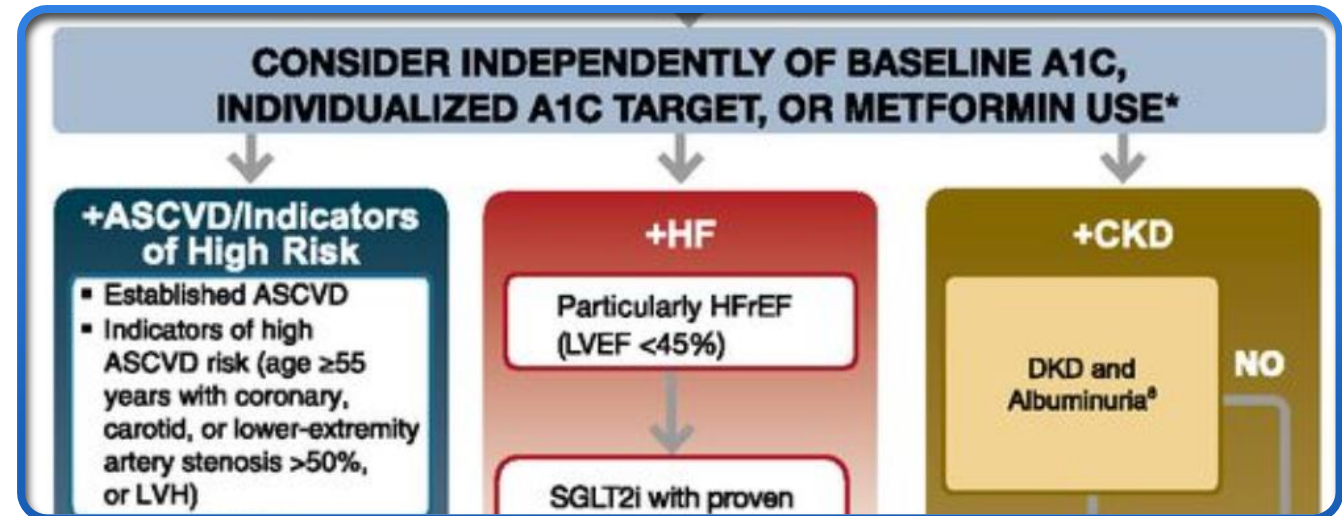 CONSIDER INDEPENDENTLY OF BASELINE A1C,
INDIVIDUALIZED A1C TARGET, OR METFORMIN USE*
+ASCVD/Indicators
of High Risk
▪ Established ASCVD
▪ Indicators of high
ASCVD risk (age ≥55
years with coronary,
carotid, or lower-extremity
artery stenosis >50%,
or LVH)
+HF
Particularly HFrEF
(LVEF <45%)
SGLT2i with proven
+CKD
DKD and
Albuminuria⁸
NO